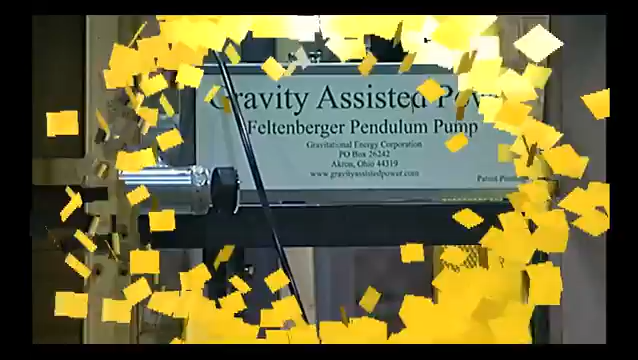 Gravity Assisted
Feltenberger Pendulum Pump
Gravitational Energy Corporation
PO Box 26242
Akron, Ohio 44319
www.gravityassistedpower.com
Patent